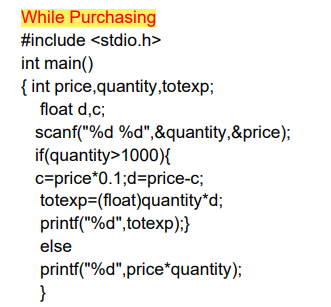 While Purchasing
#include <stdio.h>
int main()
{ int price,quantity,totexp;
float d,c;
scanf("%d %d",&quantity,&price);
if(quantity>1000){
c=price*0.1;d=price-c;
totexp=(float)quantity*d;
printf("%d",totexp);}
else
printf("%d",price*quantity);
}